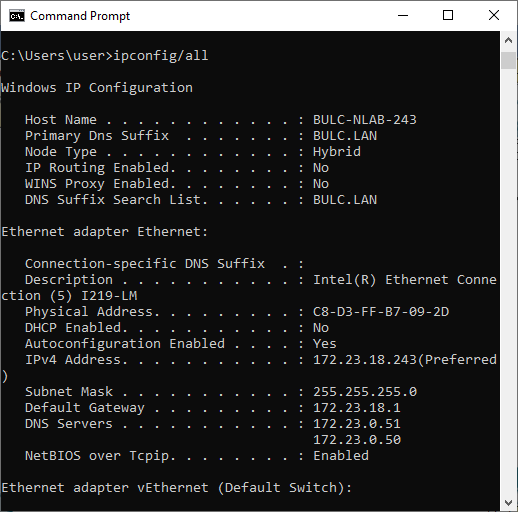 Command Prompt
C:\Users\user>ipconfig/all
Windows IP Configuration
Host Name . . . . . . . . . . . . : BULC-NLAB-243
Primary Dns Suffix  . . . . . . . : BULC.LAN
Node Type . . . . . . . . . . . . : Hybrid
IP Routing Enabled. . . . . . . . : No
WINS Proxy Enabled. . . . . . . . : No
DNS Suffix Search List. . . . . . : BULC.LAN
Ethernet adapter Ethernet:
Connection-specific DNS Suffix  . :
Description . . . . . . . . . . . : Intel(R) Ethernet Conne
ction (5) I219-LM
Physical Address. . . . . . . . . : C8-D3-FF-B7-09-2D
DHCP Enabled. . . . . . . . . . . : No
Autoconfiguration Enabled . . . . : Yes
IPv4 Address. . . . . . . . . . . : 172.23.18.243(Preferred
)
Subnet Mask . . . . . . . . . . . : 255.255.255.0
Default Gateway . . . . . . . . . : 172.23.18.1
DNS Servers . . . . . . . . . . . : 172.23.0.51
172.23.0.50
NetBIOS over Tcpip. . . . . . . . : Enabled
Ethernet adapter vEthernet (Default Switch):